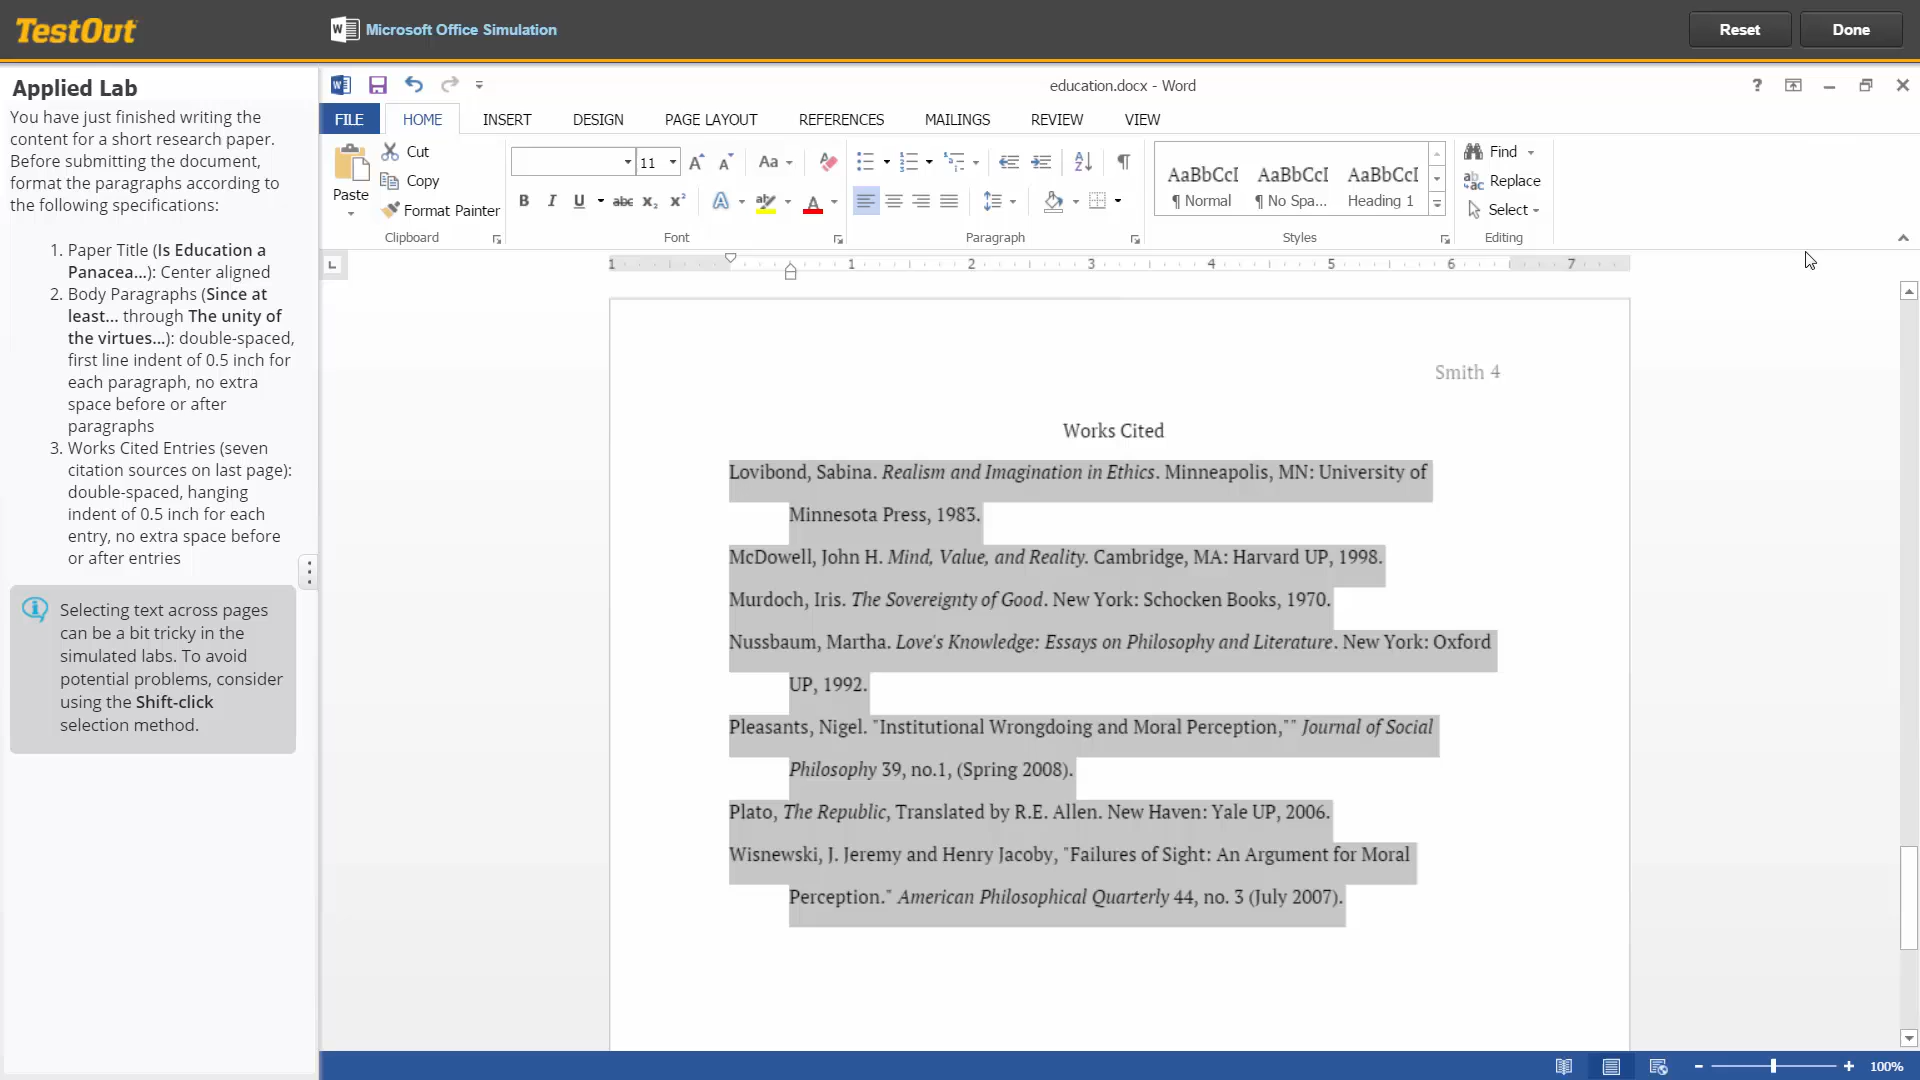 TestOut
Microsoft Office Simulation
Reset
Done
Applied Lab
You have just finished writing the
content for a short research paper.
Before submitting the document,
format the paragraphs according to
the following specifications:
1. Paper Title (Is Education a
Panacea...): Center aligned
2. Body Paragraphs (Since at
least... through The unity of
the virtues...): double-spaced,
first line indent of 0.5 inch for
each paragraph, no extra
space before or after
paragraphs
3. Works Cited Entries (seven
citation sources on last page):
double-spaced, hanging
indent of 0.5 inch for each
entry, no extra space before
or after entries
Selecting text across pages
can be a bit tricky in the
simulated labs. To avoid
potential problems, consider
using the Shift-click
selection method.
education.docx - Word
FILE HOME INSERT DESIGN PAGE LAYOUT REFERENCES MAILINGS REVIEW VIEW
Paste
Cut
Copy
Format Painter
Clipboard
11
Aa
B I U abc X₂ X²
Font
Paragraph
AaBbCcI AaBbCcI AaBbCcI
¶ Normal ¶ No Spa... Heading 1
Styles
Find
Replace
Select
Editing
1 1 2 3 4 5 6 7
Smith 4
Works Cited
Lovibond, Sabina. Realism and Imagination in Ethics. Minneapolis, MN: University of
Minnesota Press, 1983.
McDowell, John H. Mind, Value, and Reality. Cambridge, MA: Harvard UP, 1998.
Murdoch, Iris. The Sovereignty of Good. New York: Schocken Books, 1970.
Nussbaum, Martha. Love's Knowledge: Essays on Philosophy and Literature. New York: Oxford
UP, 1992.
Pleasants, Nigel. "Institutional Wrongdoing and Moral Perception,"" Journal of Social
Philosophy 39, no.1, (Spring 2008).
Plato, The Republic, Translated by R.E. Allen. New Haven: Yale UP, 2006.
Wisnewski, J. Jeremy and Henry Jacoby, "Failures of Sight: An Argument for Moral
Perception." American Philosophical Quarterly 44, no. 3 (July 2007).
100%